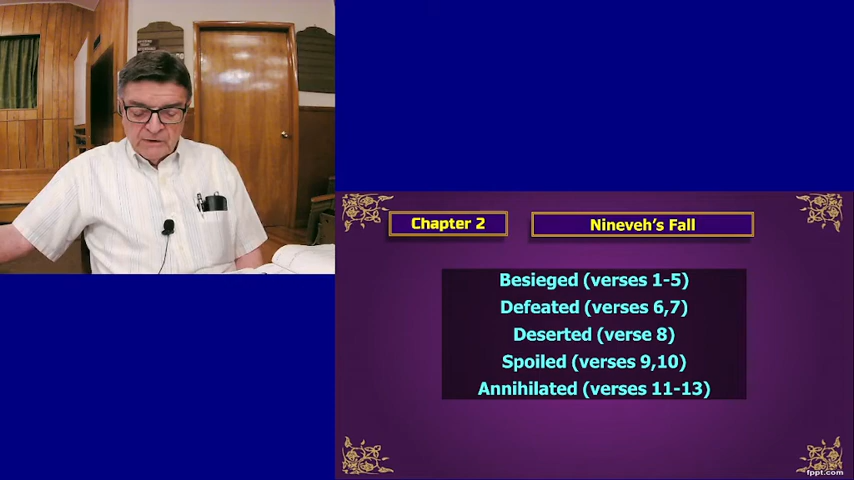 Chapter 2
Nineveh's Fall
Besieged (verses 1-5)
Defeated (verses 6,7)
Deserted (verse 8)
Spoiled (verses 9,10)
Annihilated (verses 11-13)
fppt.com